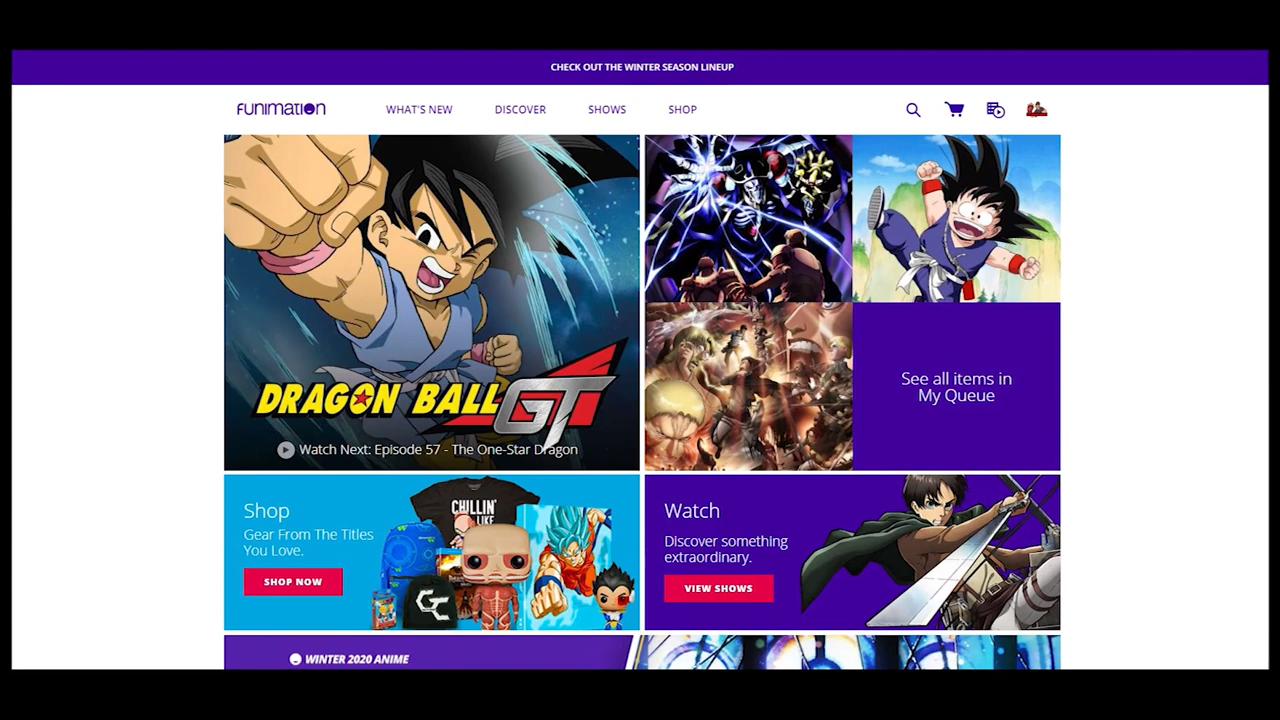 CHECK OUT THE WINTER SEASON LINEUP
FUNIMATION
WHAT'S NEW
DISCOVER
SHOWS
SHOP
DRAGON BALL GT
Watch Next: Episode 57 - The One-Star Dragon
See all items in
My Queue
Shop
Gear From The Titles
You Love.
SHOP NOW
CHILLIN'
LIKE
GC
Watch
Discover something
extraordinary.
VIEW SHOWS
WINTER 2020 ANIME